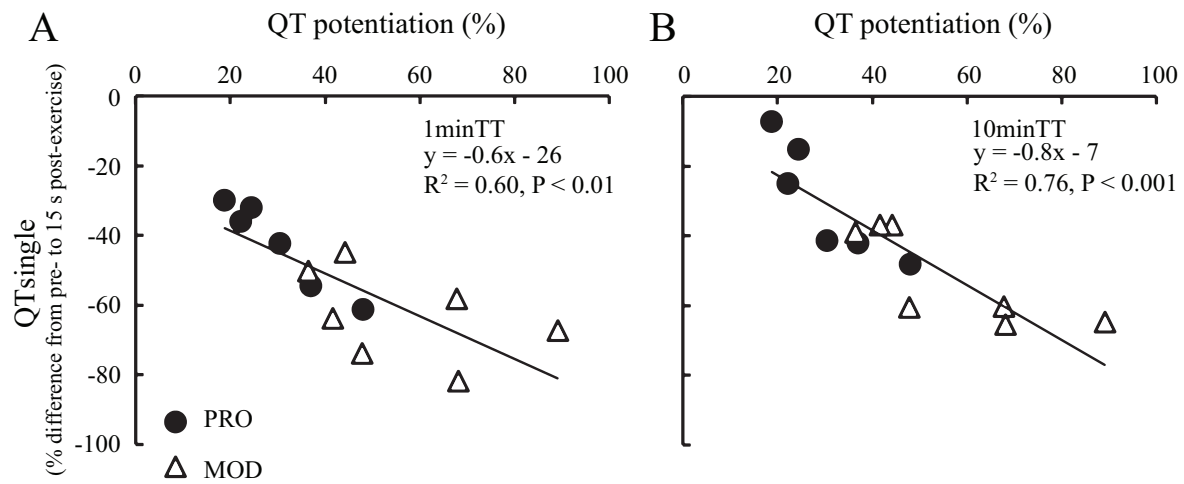 A
QT potentiation (%)
0 20 40 60 80 100
QTsingle
(% difference from pre- to 15 s post-exercise)
0
-20
-40
-60
-80
-100
1minTT
y = -0.6x - 26
R² = 0.60, P < 0.01
PRO
MOD
B
QT potentiation (%)
0 20 40 60 80 100
10minTT
y = -0.8x - 7
R² = 0.76, P < 0.001